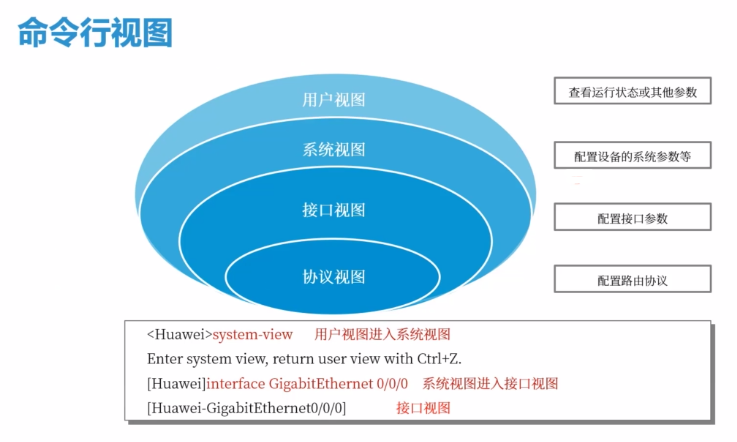 命令行视图
用户视图
查看运行状态或其他参数
系统视图
配置设备的系统参数等
接口视图
配置接口参数
协议视图
配置路由协议
<Huawei>system-view 用户视图进入系统视图
Enter system view, return user view with Ctrl+Z.
[Huawei]interface GigabitEthernet 0/0/0 系统视图进入接口视图
[Huawei-GigabitEthernet0/0/0] 接口视图